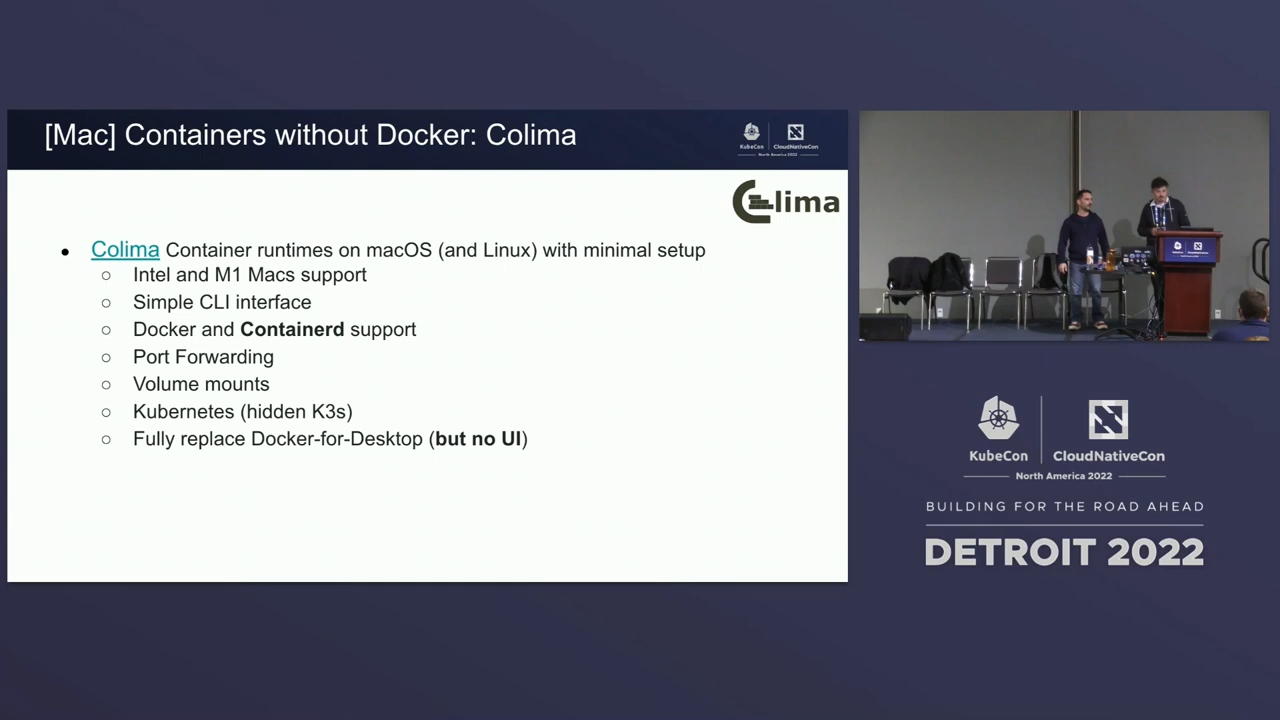 [Mac] Containers without Docker: Colima
KubeCon
CloudNativeCon
North America 2022
lima
● Colima Container runtimes on macOS (and Linux) with minimal setup
○ Intel and M1 Macs support
○ Simple CLI interface
○ Docker and Containerd support
○ Port Forwarding
○ Volume mounts
○ Kubernetes (hidden K3s)
○ Fully replace Docker-for-Desktop (but no UI)
KubeCon
CloudNativeCon
North America 2022
BUILDING FOR THE ROAD AHEAD
DETROIT 2022